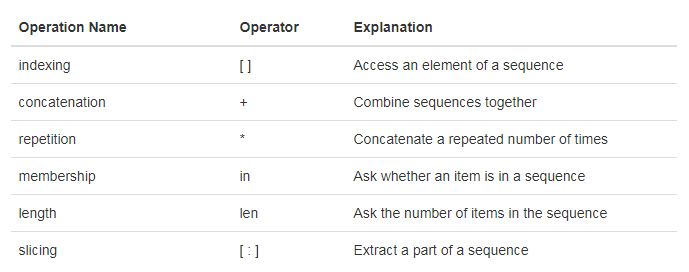 Operation Name Operator Explanation
indexing [ ] Access an element of a sequence
concatenation + Combine sequences together
repetition * Concatenate a repeated number of times
membership in Ask whether an item is in a sequence
length len Ask the number of items in the sequence
slicing [ : ] Extract a part of a sequence